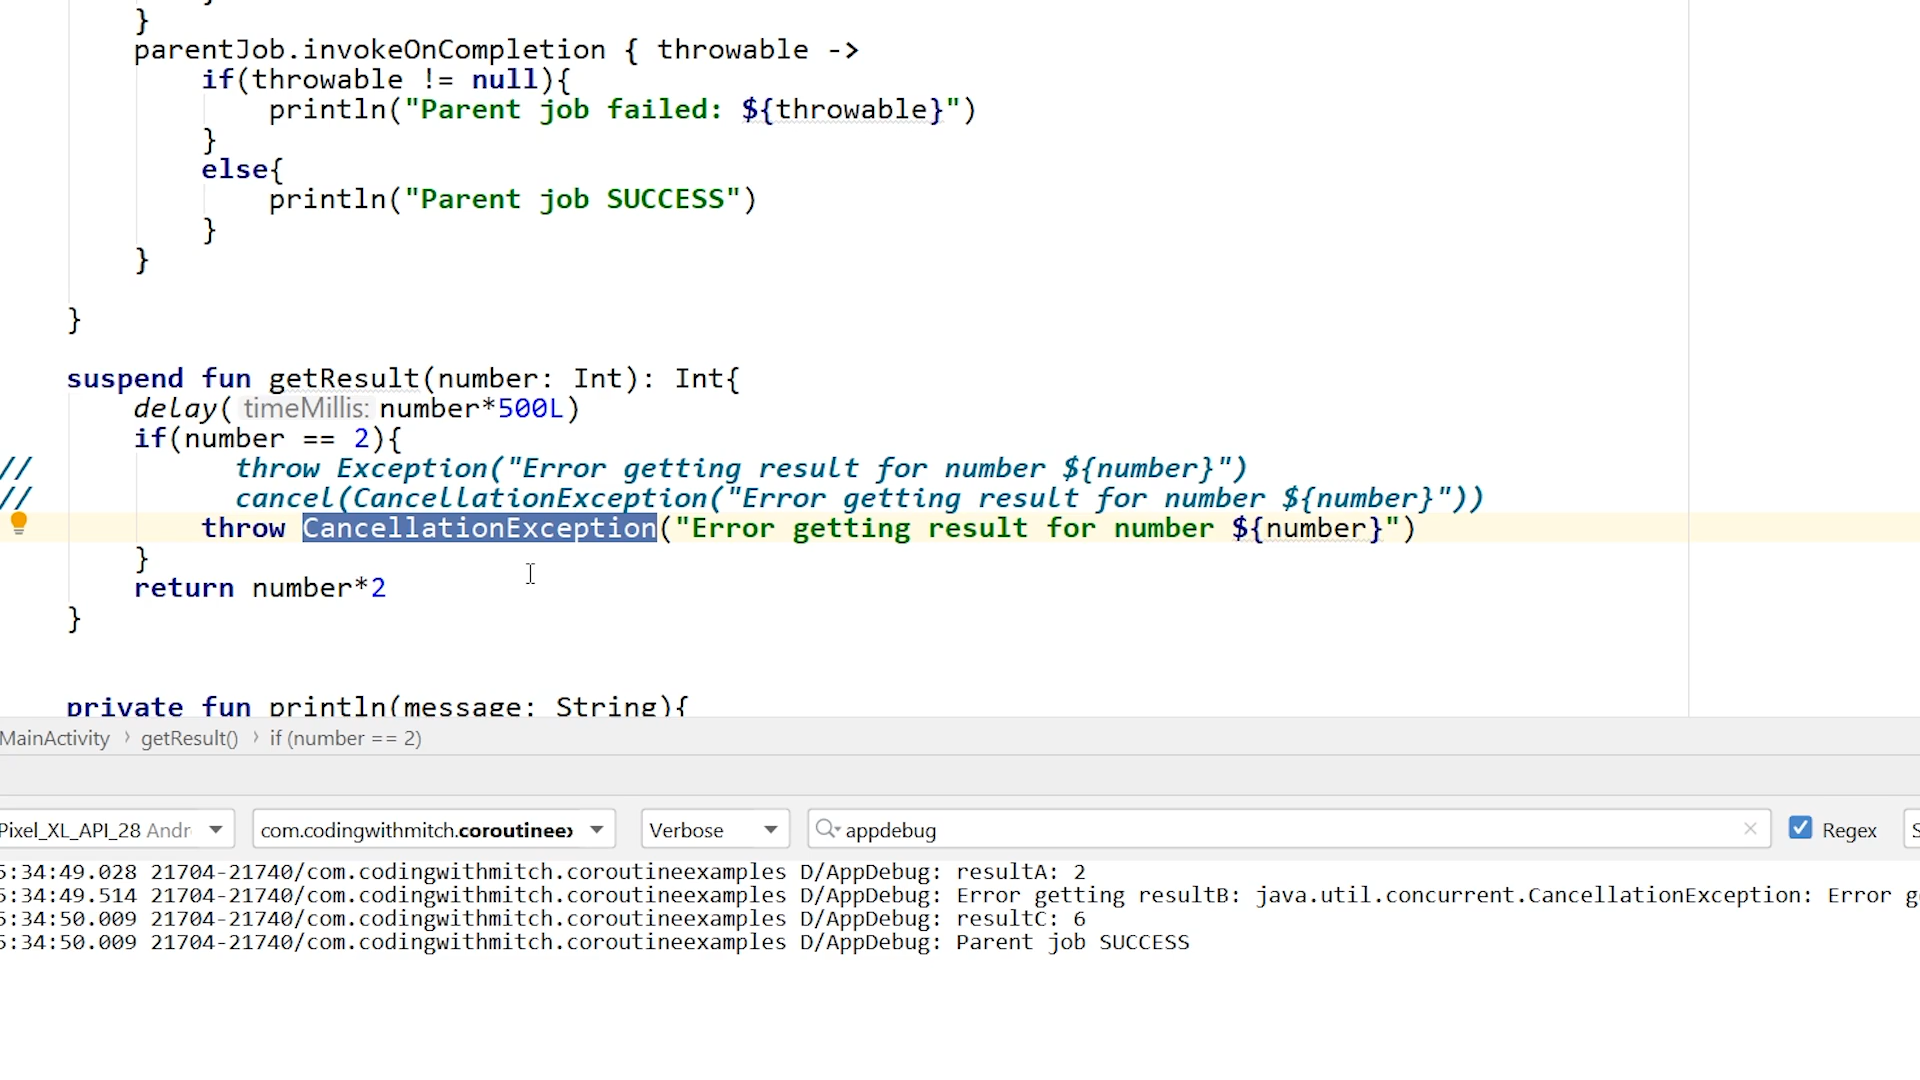 }
parentJob.invokeOnCompletion { throwable ->
if(throwable != null){
println("Parent job failed: ${throwable}")
}
else{
println("Parent job SUCCESS")
}
}
}
suspend fun getResult(number: Int): Int{
delay( timeMillis: number*500L)
if(number == 2){
// throw Exception("Error getting result for number ${number}")
// cancel(CancellationException("Error getting result for number ${number}"))
throw CancellationException("Error getting result for number ${number}")
}
return number*2
}
private fun println(message: String){
MainActivity › getResult() › if (number == 2)
Pixel_XL_API_28 Andr com.codingwithmitch.coroutineex Verbose appdebug Regex S
5:34:49.028 21704-21740/com.codingwithmitch.coroutineexamples D/AppDebug: resultA: 2
5:34:49.514 21704-21740/com.codingwithmitch.coroutineexamples D/AppDebug: Error getting resultB: java.util.concurrent.CancellationException: Error g
5:34:50.009 21704-21740/com.codingwithmitch.coroutineexamples D/AppDebug: resultC: 6
5:34:50.009 21704-21740/com.codingwithmitch.coroutineexamples D/AppDebug: Parent job SUCCESS